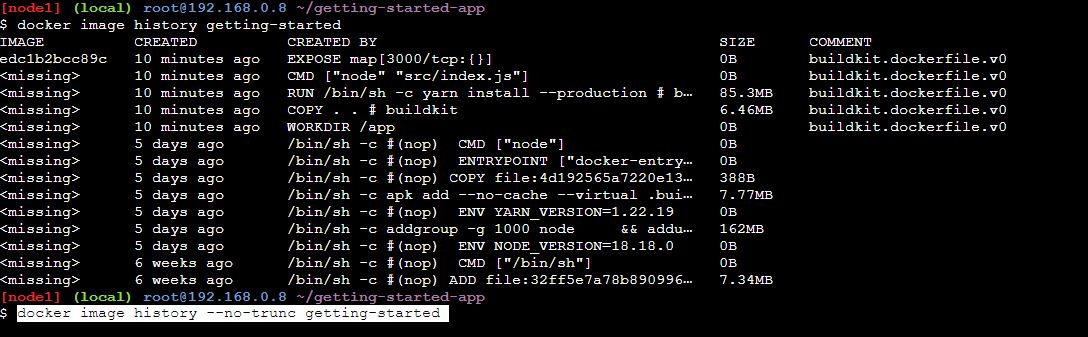 [node1] (local) root@192.168.0.8 ~/getting-started-app
$ docker image history getting-started
IMAGE CREATED CREATED BY SIZE COMMENT
edc1b2bcc89c 10 minutes ago EXPOSE map[3000/tcp:{}] 0B buildkit.dockerfile.v0
<missing> 10 minutes ago CMD ["node" "src/index.js"] 0B buildkit.dockerfile.v0
<missing> 10 minutes ago RUN /bin/sh -c yarn install --production # b… 85.3MB buildkit.dockerfile.v0
<missing> 10 minutes ago COPY . . # buildkit 6.46MB buildkit.dockerfile.v0
<missing> 10 minutes ago WORKDIR /app 0B buildkit.dockerfile.v0
<missing> 5 days ago /bin/sh -c #(nop) CMD ["node"] 0B
<missing> 5 days ago /bin/sh -c #(nop) ENTRYPOINT ["docker-entry… 0B
<missing> 5 days ago /bin/sh -c #(nop) COPY file:4d192565a7220e13… 388B
<missing> 5 days ago /bin/sh -c apk add --no-cache --virtual .bui… 7.77MB
<missing> 5 days ago /bin/sh -c #(nop) ENV YARN_VERSION=1.22.19 0B
<missing> 5 days ago /bin/sh -c addgroup -g 1000 node && addu… 162MB
<missing> 5 days ago /bin/sh -c #(nop) ENV NODE_VERSION=18.18.0 0B
<missing> 6 weeks ago /bin/sh -c #(nop) CMD ["/bin/sh"] 0B
<missing> 6 weeks ago /bin/sh -c #(nop) ADD file:32ff5e7a78b890996… 7.34MB
[node1] (local) root@192.168.0.8 ~/getting-started-app
$ docker image history --no-trunc getting-started